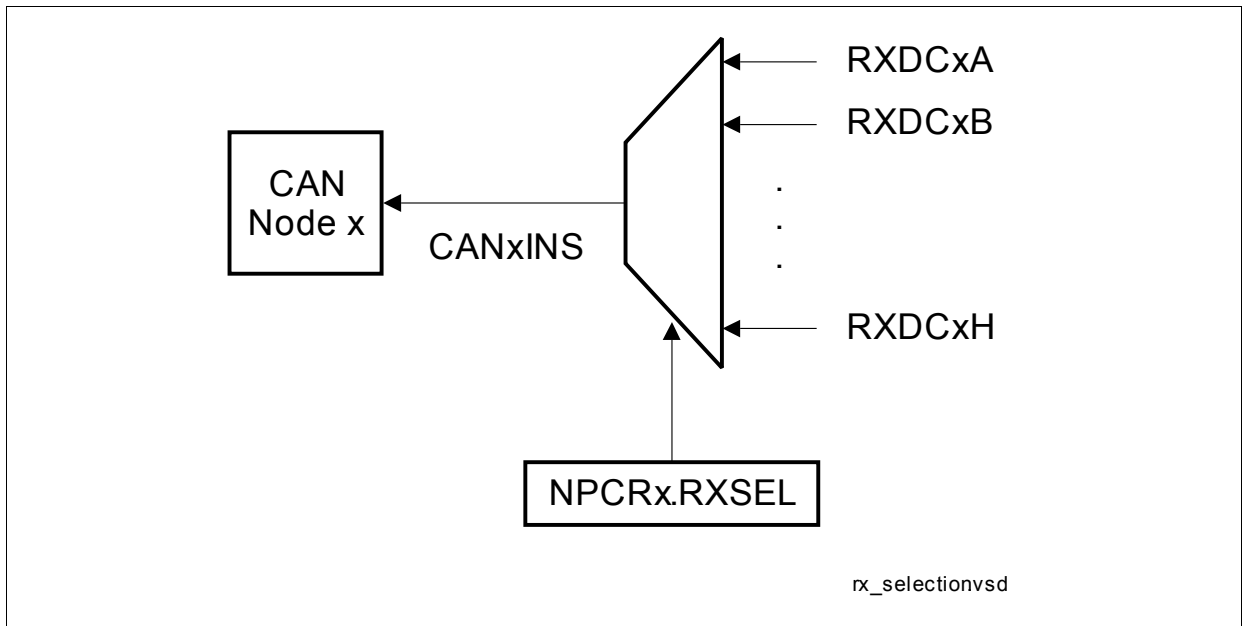 RXDCxA
RXDCxB
.
.
.
CAN
Node x
CANxINS
RXDCxH
NPCRx.RXSEL
rx_selectionvsd